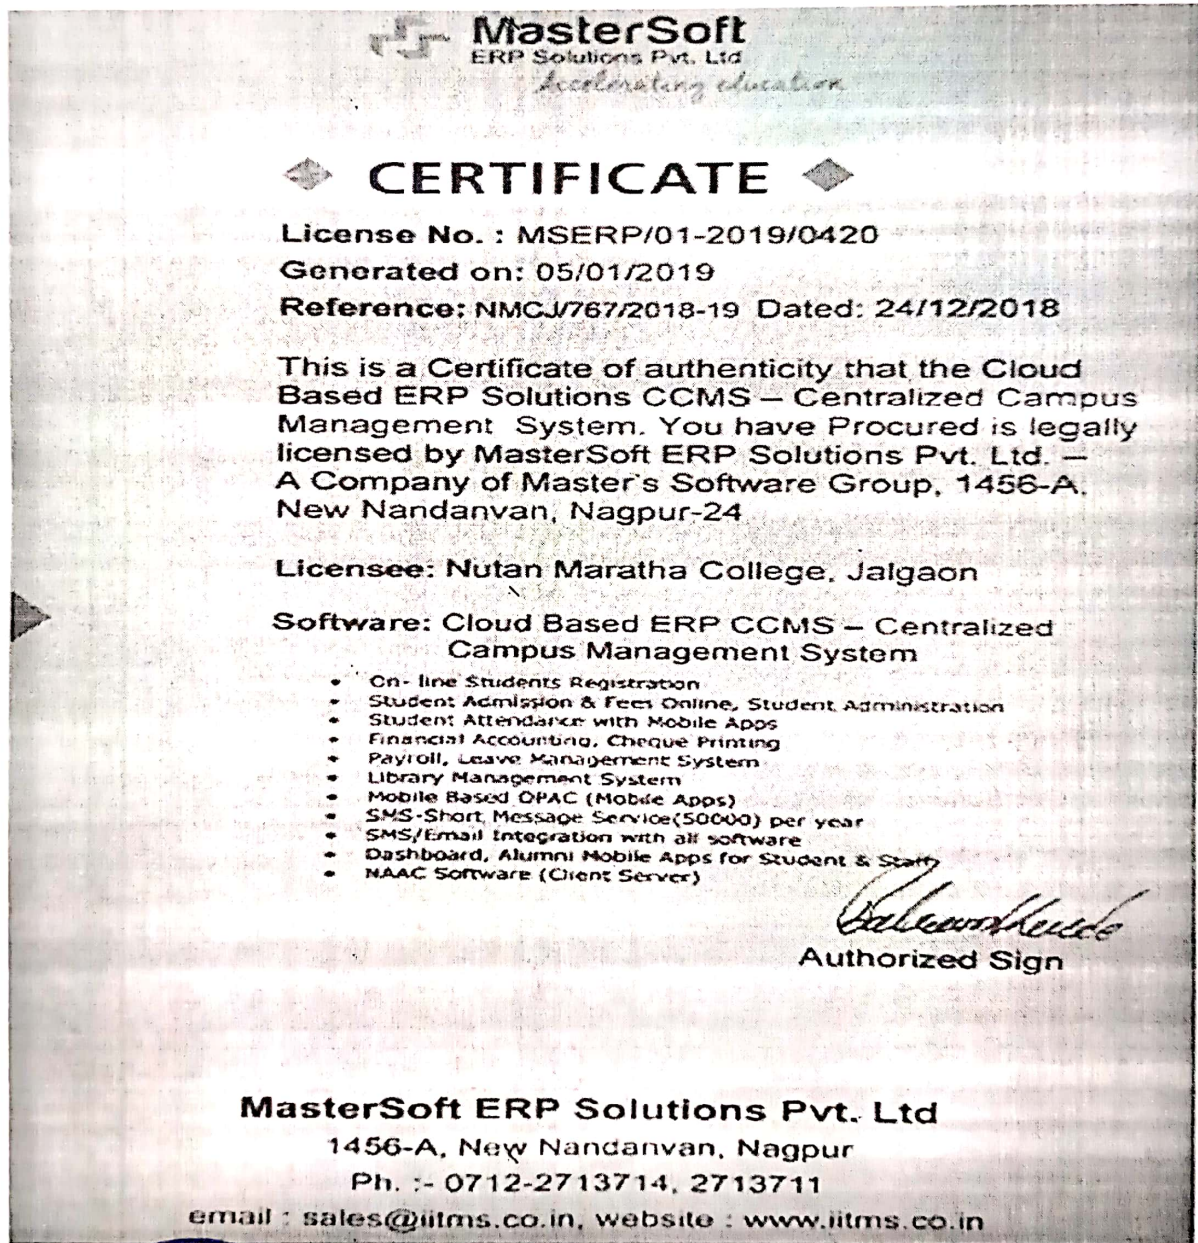 MasterSoft
ERP Solutions Pvt. Ltd
Accelerating education
CERTIFICATE
License No. : MSERP/01-2019/0420
Generated on: 05/01/2019
Reference: NMCJ/767/2018-19 Dated: 24/12/2018
This is a Certificate of authenticity that the Cloud
Based ERP Solutions CCMS – Centralized Campus
Management System. You have Procured is legally
licensed by MasterSoft ERP Solutions Pvt. Ltd. –
A Company of Master's Software Group, 1456-A,
New Nandanvan, Nagpur-24
Licensee: Nutan Maratha College, Jalgaon
Software: Cloud Based ERP CCMS – Centralized
Campus Management System
• On- line Students Registration
• Student Admission & Fees Online, Student Administration
• Student Attendance with Mobile Apps
• Financial Accounting, Cheque Printing
• Payroll, Leave Management System
• Library Management System
• Mobile Based OPAC (Mobile Apps)
• SMS-Short Message Service(50000) per year
• SMS/Email Integration with all software
• Dashboard, Alumni Mobile Apps for Student & Staff
• NAAC Software (Client Server)
Authorized Sign
MasterSoft ERP Solutions Pvt. Ltd
1456-A, New Nandanvan, Nagpur
Ph. :- 0712-2713714, 2713711
email : sales@iitms.co.in, website : www.iitms.co.in